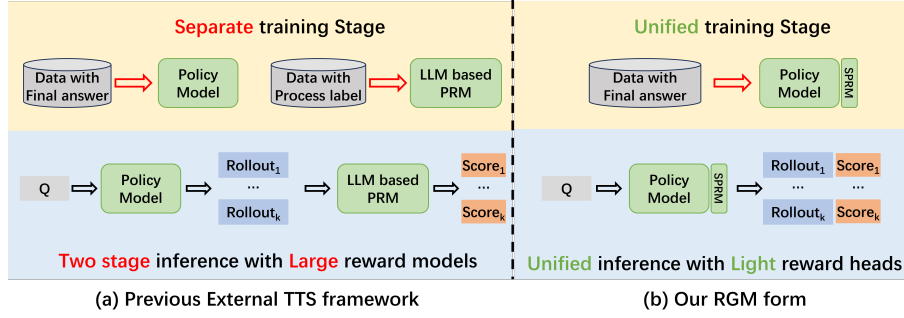 Separate training Stage
Data with
Final answer
Policy
Model
Data with
Process label
LLM based
PRM
Q
Policy
Model
Rollout1
...
Rolloutk
LLM based
PRM
Score1
...
Scorek
Two stage inference with Large reward models
(a) Previous External TTS framework
Unified training Stage
Data with
Final answer
Policy
Model
SPRM
Q
Policy
Model
SPRM
Rollout1 Score1
... ...
Rolloutk Scorek
Unified inference with Light reward heads
(b) Our RGM form